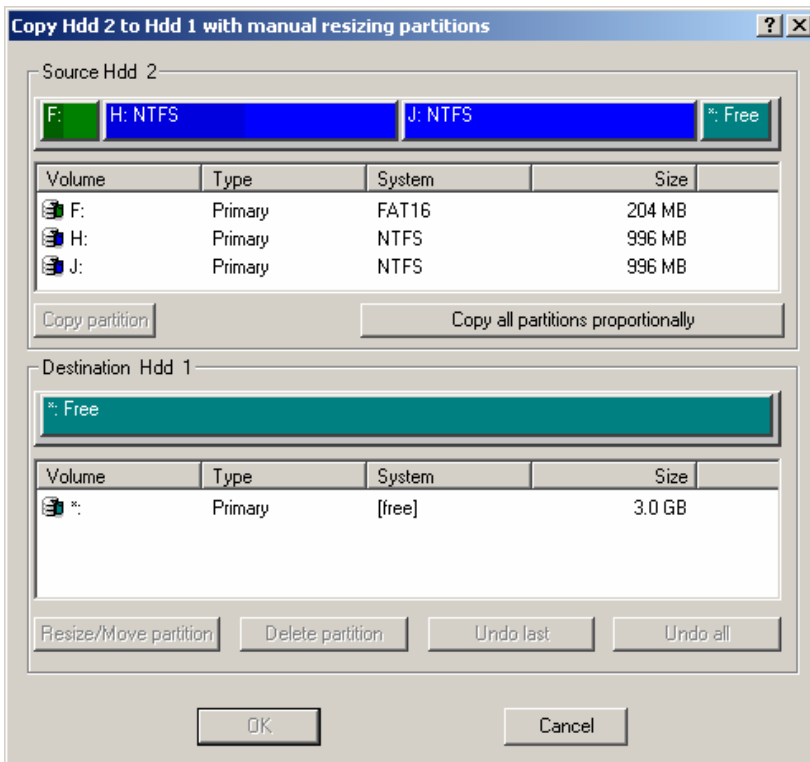 Copy Hdd 2 to Hdd 1 with manual resizing partitions
Source Hdd 2
F: H: NTFS J: NTFS *: Free
Volume Type System Size
F: Primary FAT16 204 MB
H: Primary NTFS 996 MB
J: Primary NTFS 996 MB
Copy partition Copy all partitions proportionally
Destination Hdd 1
*: Free
Volume Type System Size
*: Primary [free] 3.0 GB
Resize/Move partition Delete partition Undo last Undo all
OK Cancel